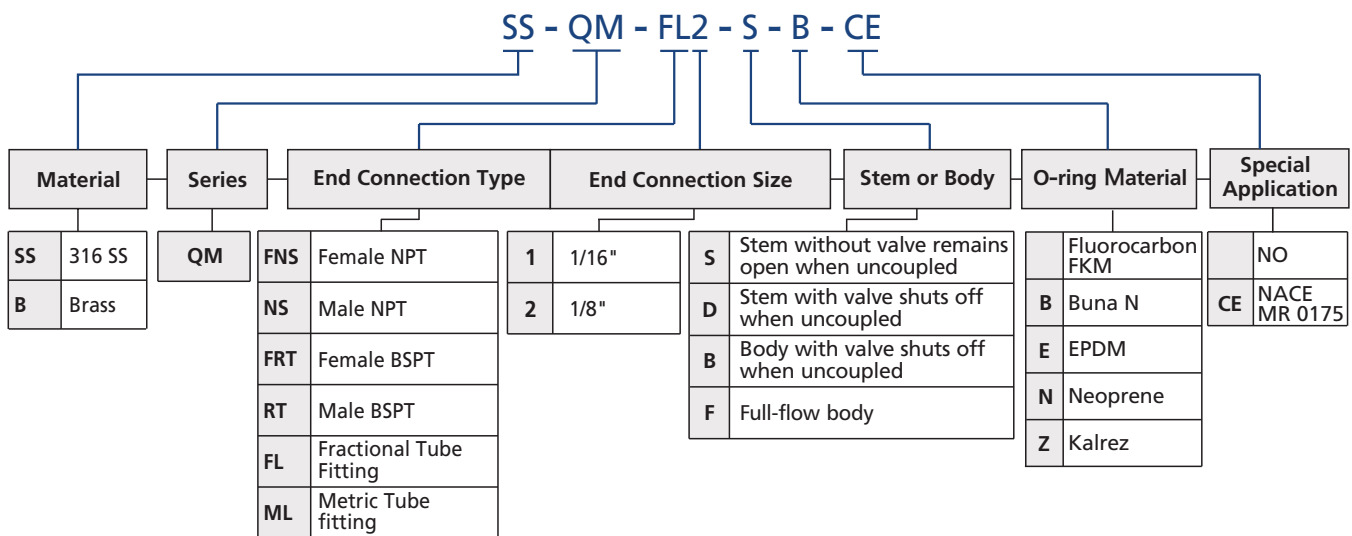 SS - QM - FL2 - S - B - CE
Material
Series
End Connection Type
End Connection Size
Stem or Body
O-ring Material
Special
Application
SS 316 SS
B Brass
QM
FNS Female NPT
NS Male NPT
FRT Female BSPT
RT Male BSPT
FL Fractional Tube
Fitting
ML Metric Tube
fitting
1 1/16"
2 1/8"
S Stem without valve remains
open when uncoupled
D Stem with valve shuts off
when uncoupled
B Body with valve shuts off
when uncoupled
F Full-flow body
Fluorocarbon
FKM
B Buna N
E EPDM
N Neoprene
Z Kalrez
NO
CE NACE
MR 0175